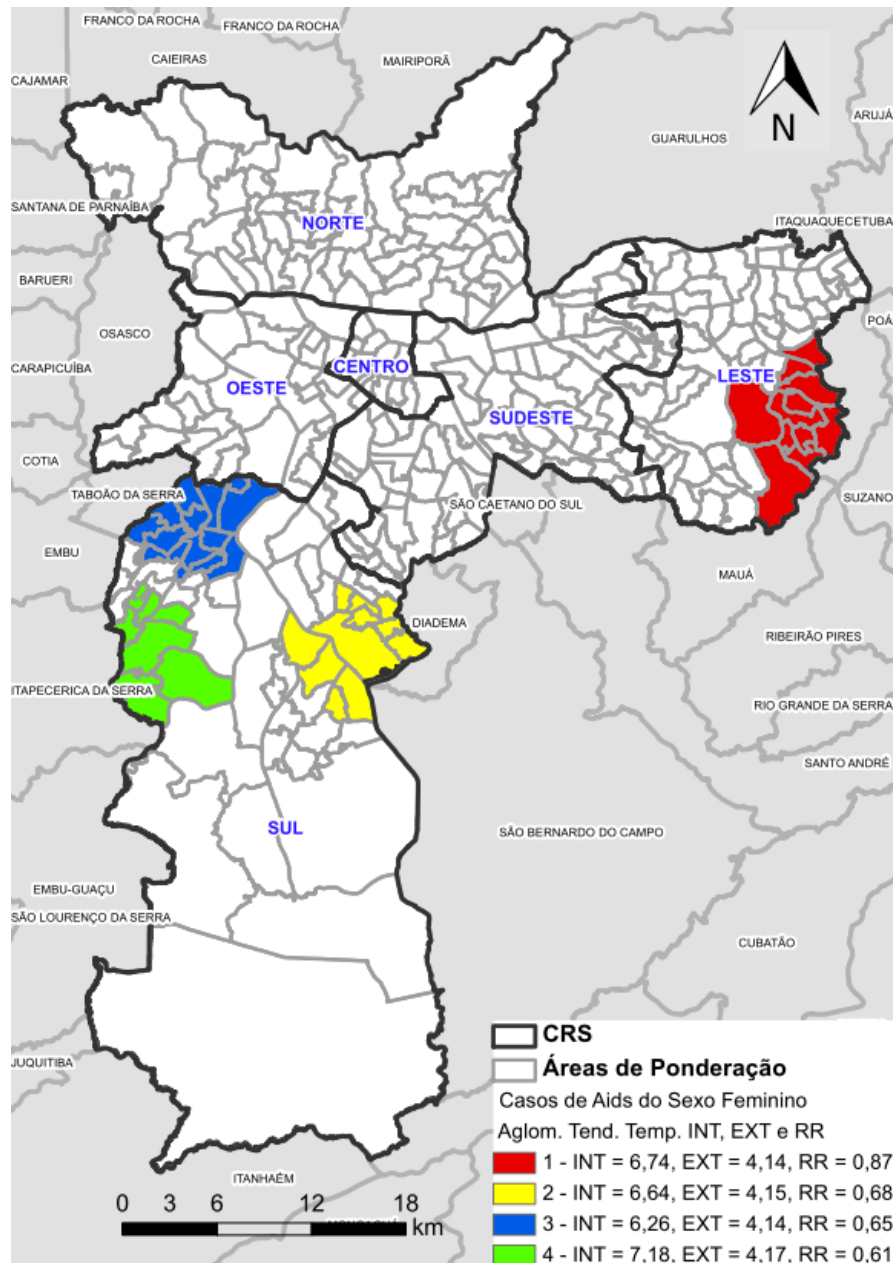 FRANCO DA ROCHA
FRANCO DA ROCHA
CAIEIRAS
MAIRIPORÃ
CAJAMAR
ARUJÁ
N
GUARULHOS
SANTANA DE PARNAÍBA
ITAQUAQUECETUBA
NORTE
BARUERI
POÁ
OSASCO
CARAPICUÍBA
CENTRO
LESTE
OESTE
SUDESTE
COTIA
TABOÃO DA SERRA
SUZANO
SÃO CAETANO DO SUL
EMBU
MAUÁ
DIADEMA
RIBEIRÃO PIRES
ITAPECERICA DA SERRA
RIO GRANDE DA SERRA
SANTO ANDRÉ
SUL
SÃO BERNARDO DO CAMPO
EMBU-GUAÇU
SÃO LOURENÇO DA SERRA
CUBATÃO
JUQUITIBA
ITANHAÉM
CRS
Áreas de Ponderação
Casos de Aids do Sexo Feminino
Aglom. Tend. Temp. INT, EXT e RR
1 - INT = 6,74, EXT = 4,14, RR = 0,87
2 - INT = 6,64, EXT = 4,15, RR = 0,68
3 - INT = 6,26, EXT = 4,14, RR = 0,65
4 - INT = 7,18, EXT = 4,17, RR = 0,61
0 3 6 12 18
km